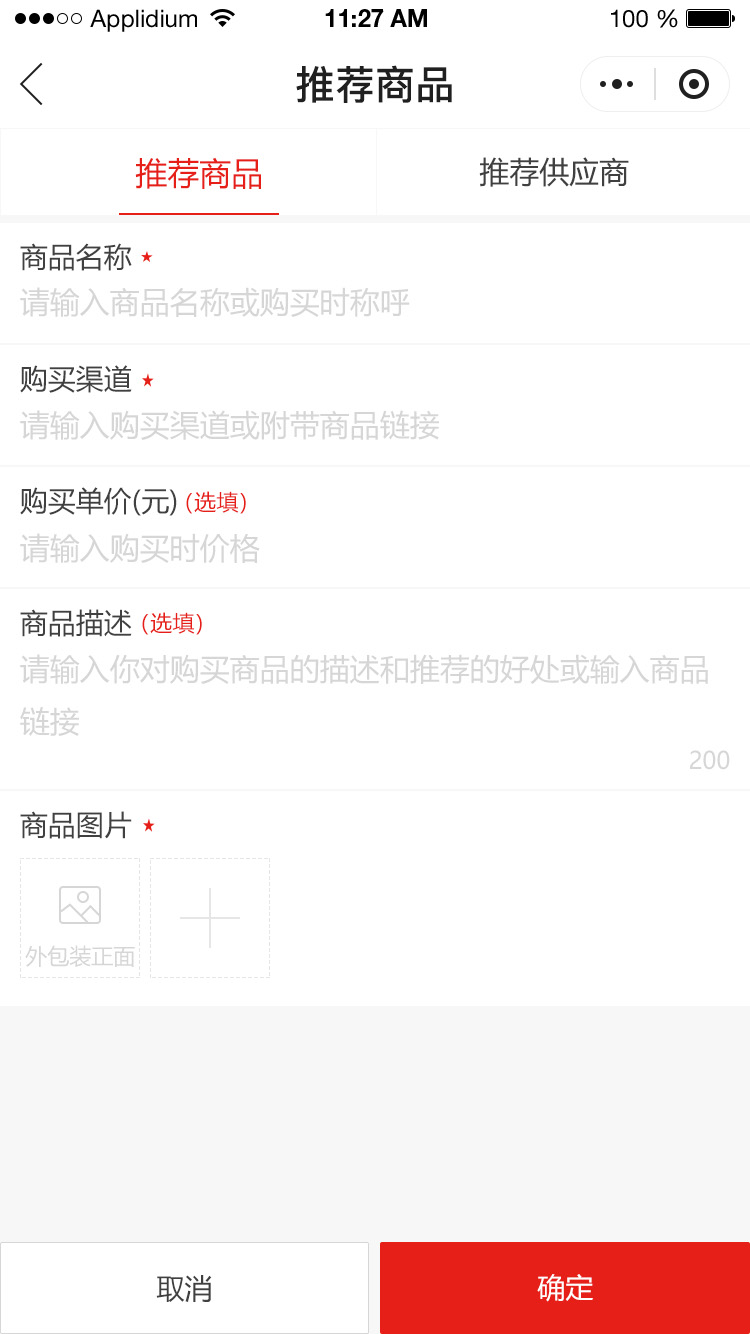 Applidium 11:27 AM 100 %
推荐商品
推荐商品 推荐供应商
商品名称 ★
请输入商品名称或购买时称呼
购买渠道 ★
请输入购买渠道或附带商品链接
购买单价(元) (选填)
请输入购买时价格
商品描述 (选填)
请输入你对购买商品的描述和推荐的好处或输入商品
链接
200
商品图片 ★
外包装正面
取消 确定